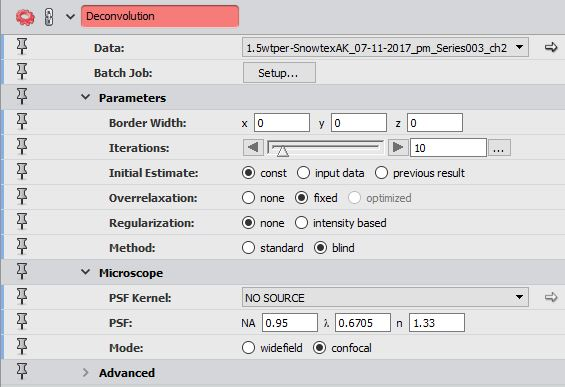 Deconvolution
Data: 1.5wtper-SnowtexAK_07-11-2017_pm_Series003_ch2
Batch Job: Setup...
Parameters
Border Width: x 0 y 0 z 0
Iterations: 10 ...
Initial Estimate: const input data previous result
Overrelaxation: none fixed optimized
Regularization: none intensity based
Method: standard blind
Microscope
PSF Kernel: NO SOURCE
PSF: NA 0.95 λ 0.6705 n 1.33
Mode: widefield confocal
Advanced